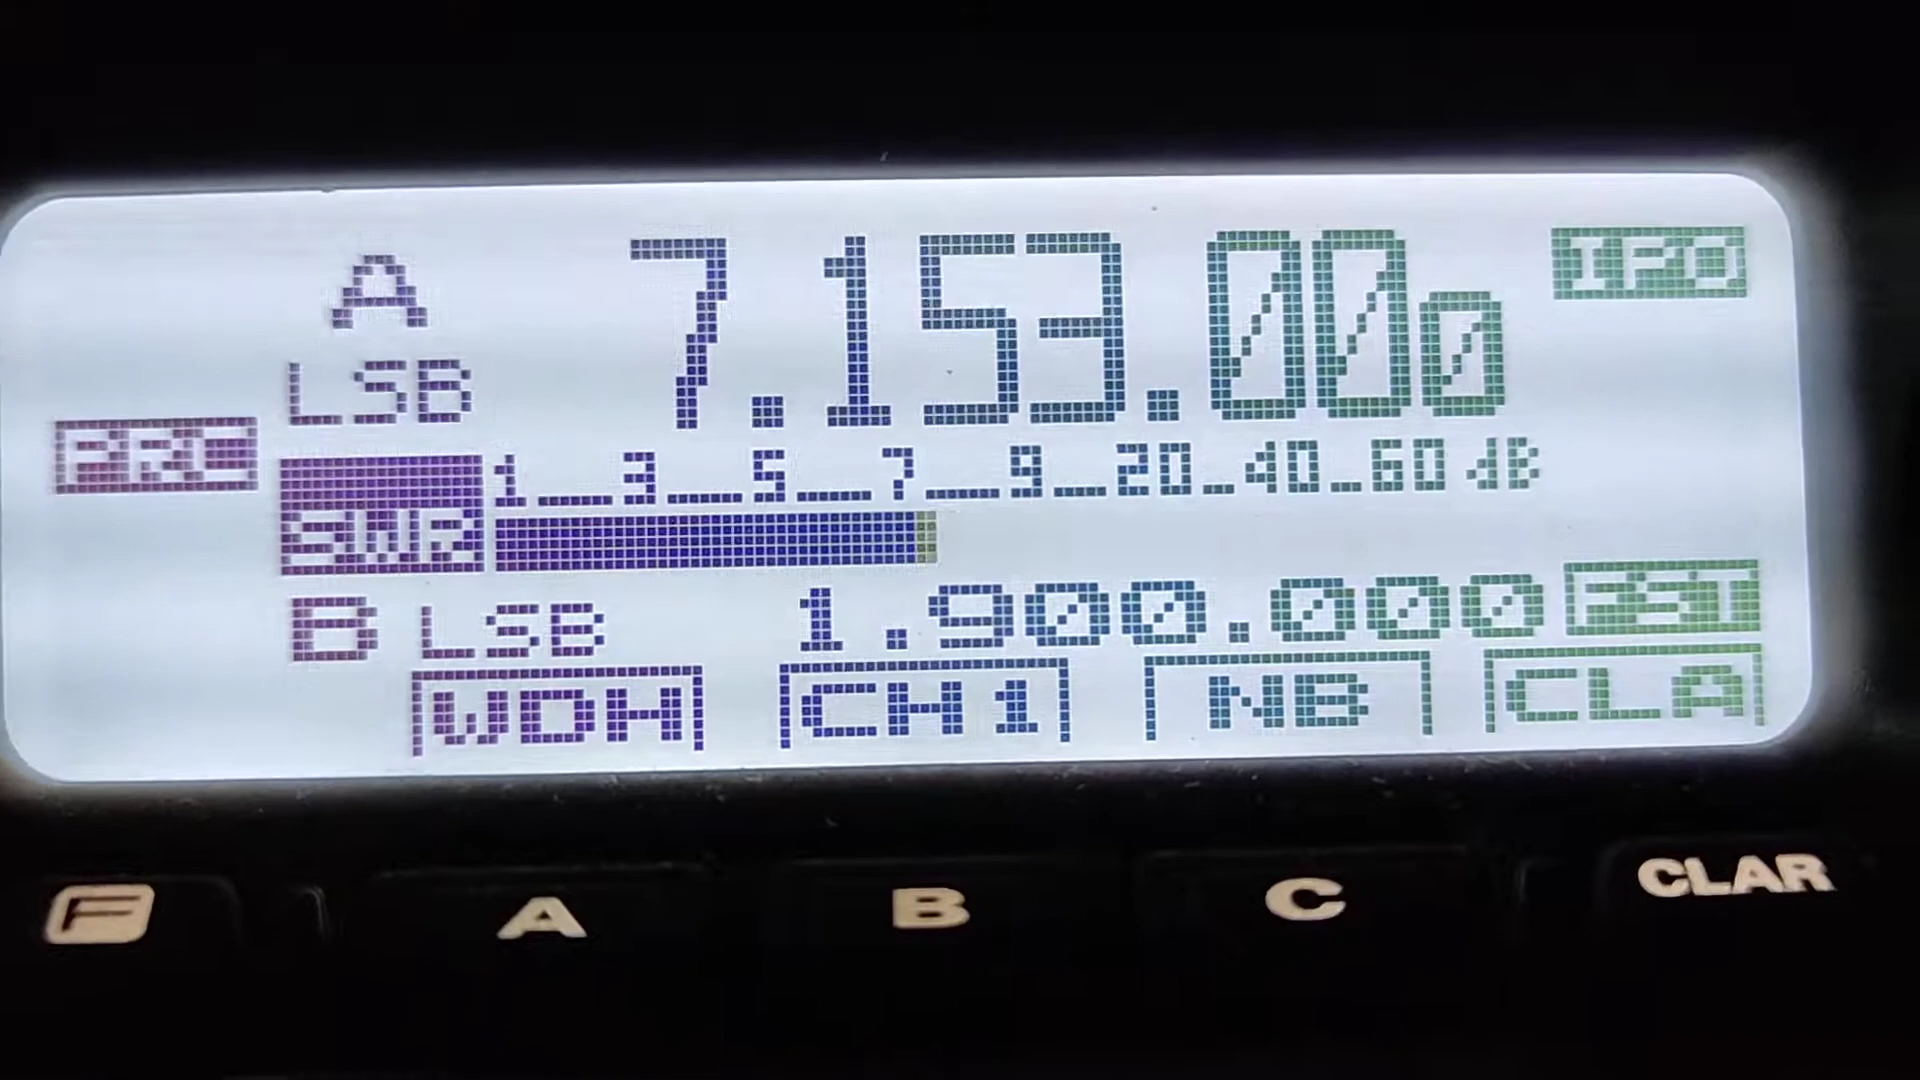 A 7.153.000 IPO
LSB
PRC
1 3 5 7 9 20 40 60 dB
SWR
B LSB 1.900.000 FST
WDH CH1 NB CLA
F A B C CLAR